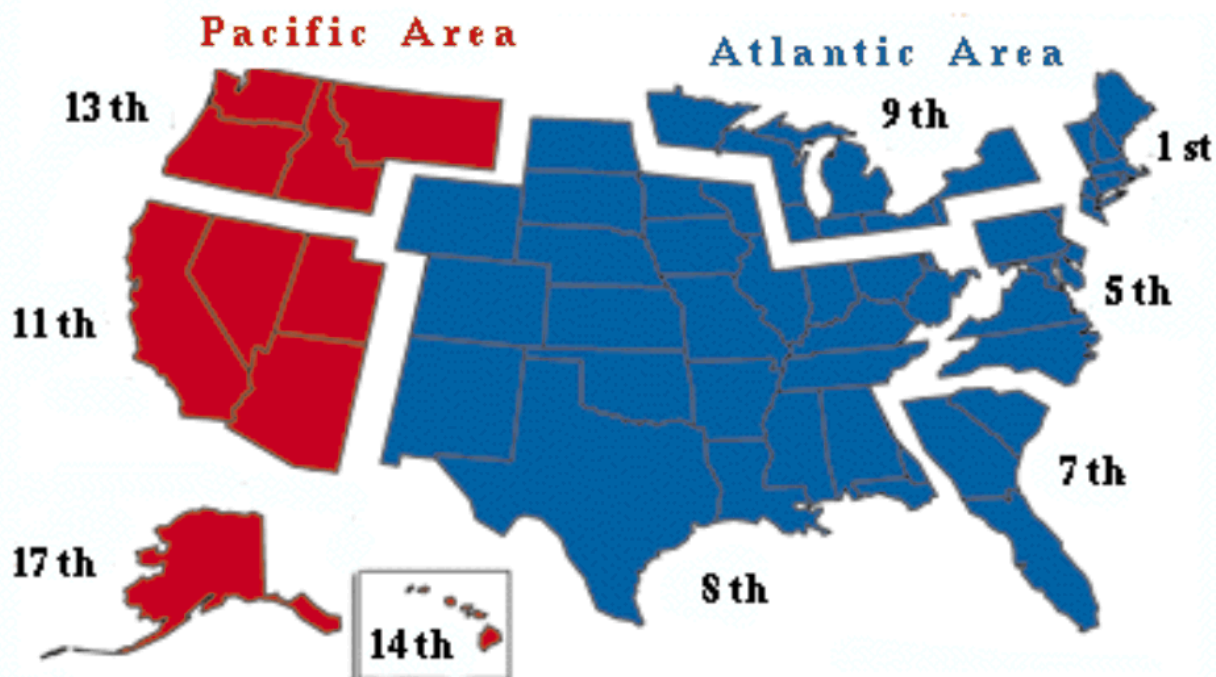 Pacific Area
Atlantic Area
13 th
9 th
1 st
11 th
5 th
7 th
17 th
8 th
14 th